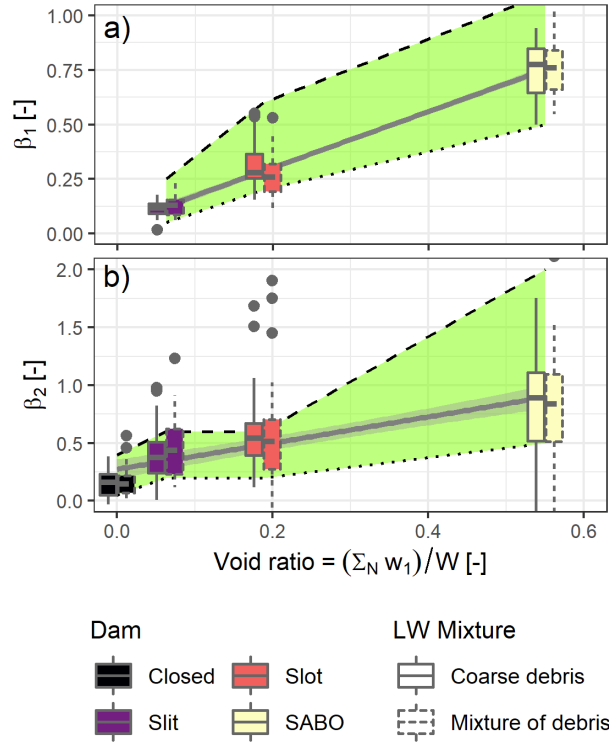 a)
1.00
0.75
0.50
0.25
0.00
β1 [-]
b)
2.0
1.5
1.0
0.5
0.0
β2 [-]
0.0 0.2 0.4 0.6
Void ratio = (ΣN w1)/W [-]
Dam LW Mixture
Closed Slot Coarse debris
Slit SABO Mixture of debris